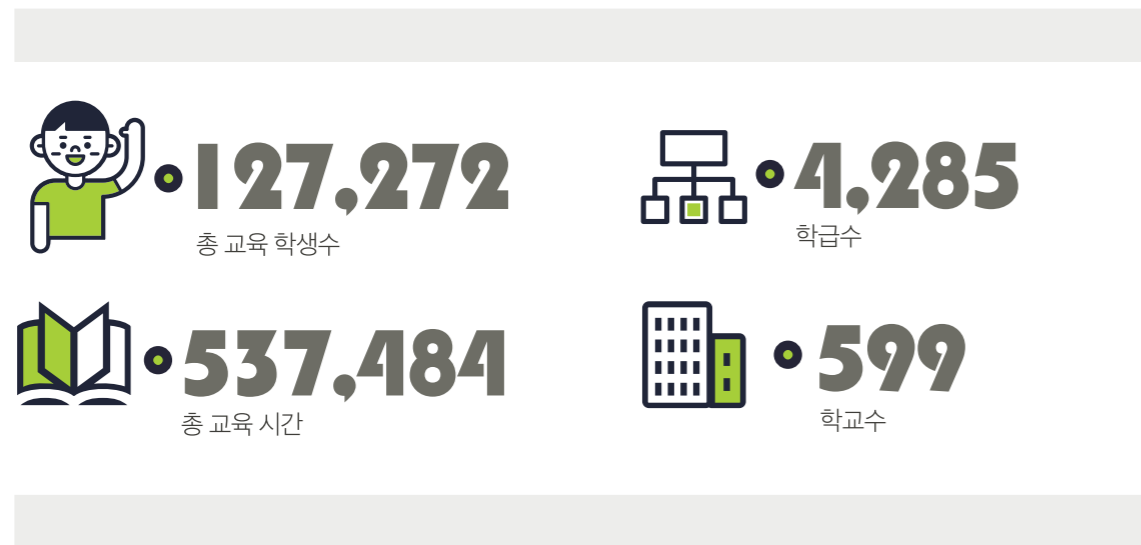 127,272
총 교육 학생수
4,285
학급수
537,484
총 교육 시간
599
학교수